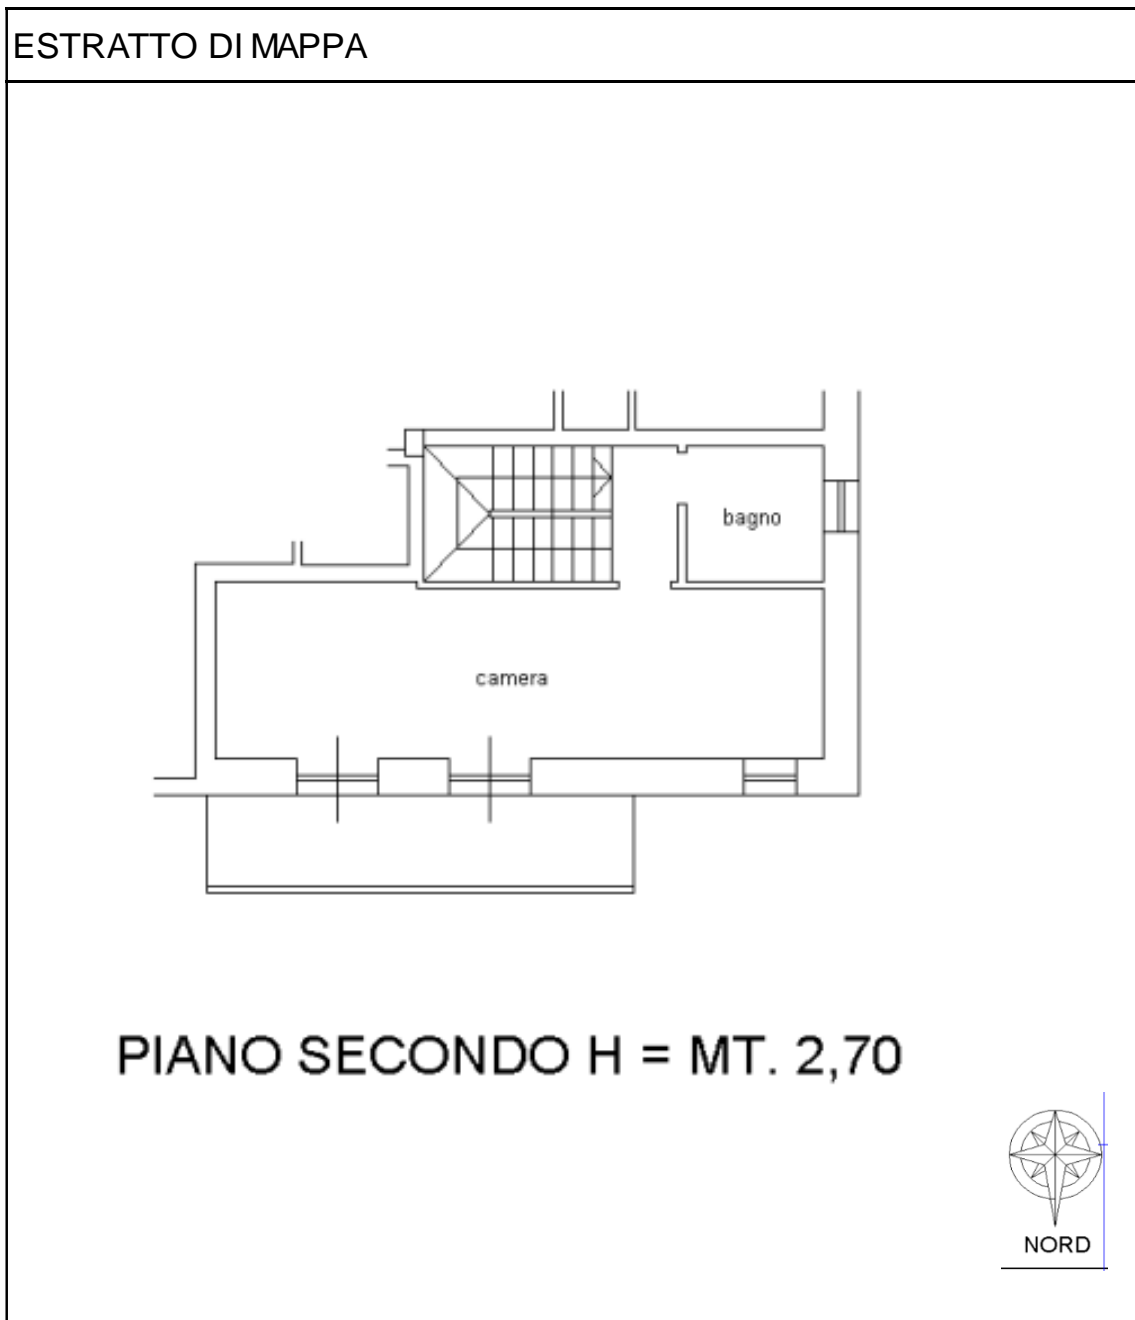 ESTRATTO DI MAPPA
bagno
camera
PIANO SECONDO H = MT. 2,70
NORD